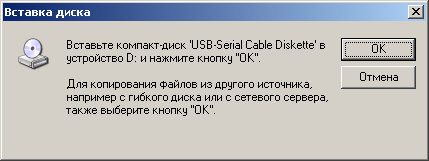 Вставка диска
Вставьте компакт-диск 'USB-Serial Cable Diskette' в
устройство D: и нажмите кнопку "OK".
Для копирования файлов из другого источника,
например с гибкого диска или с сетевого сервера,
также выберите кнопку "OK".
OK
Отмена